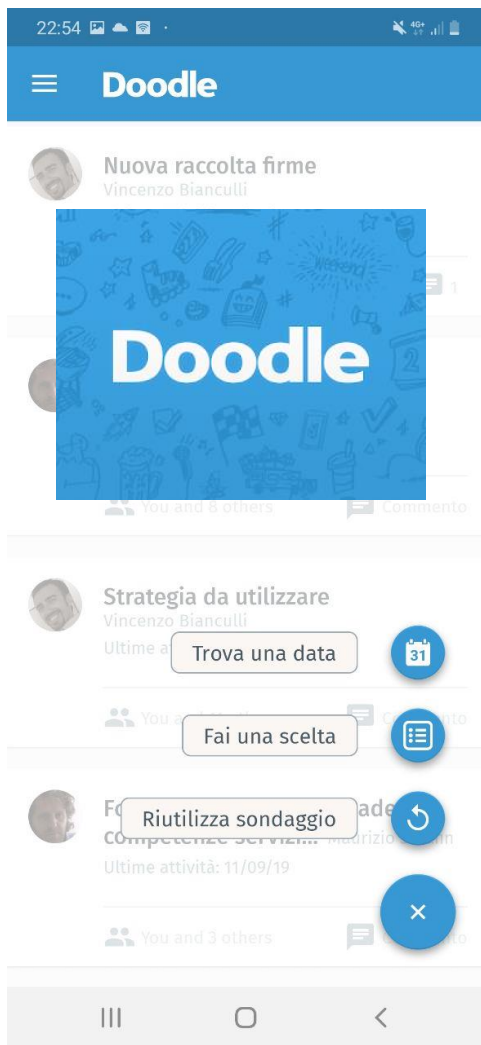 22:54
4G+
Doodle
Nuova raccolta firme
Vincenzo Bianculli
1
Doodle
You and 8 others
Commento
Strategia da utilizzare
Vincenzo Bianculli
Trova una data
31
Fai una scelta
Riutilizza sondaggio
Ultime attività: 11/09/19
You and 3 others